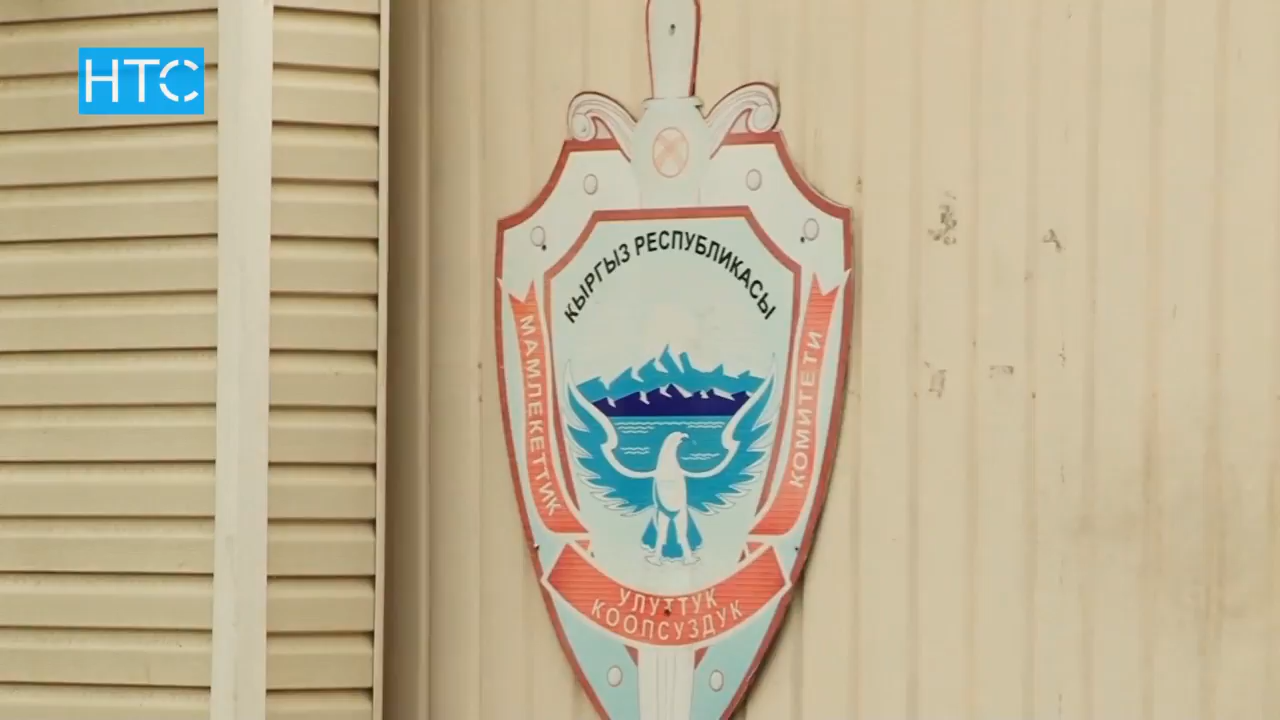 НТС
КЫРГЫЗ РЕСПУБЛИКАСЫ
МАМЛЕКЕТТИК
УЛУТТУК
КООПСУЗДУК
КОМИТЕТИ